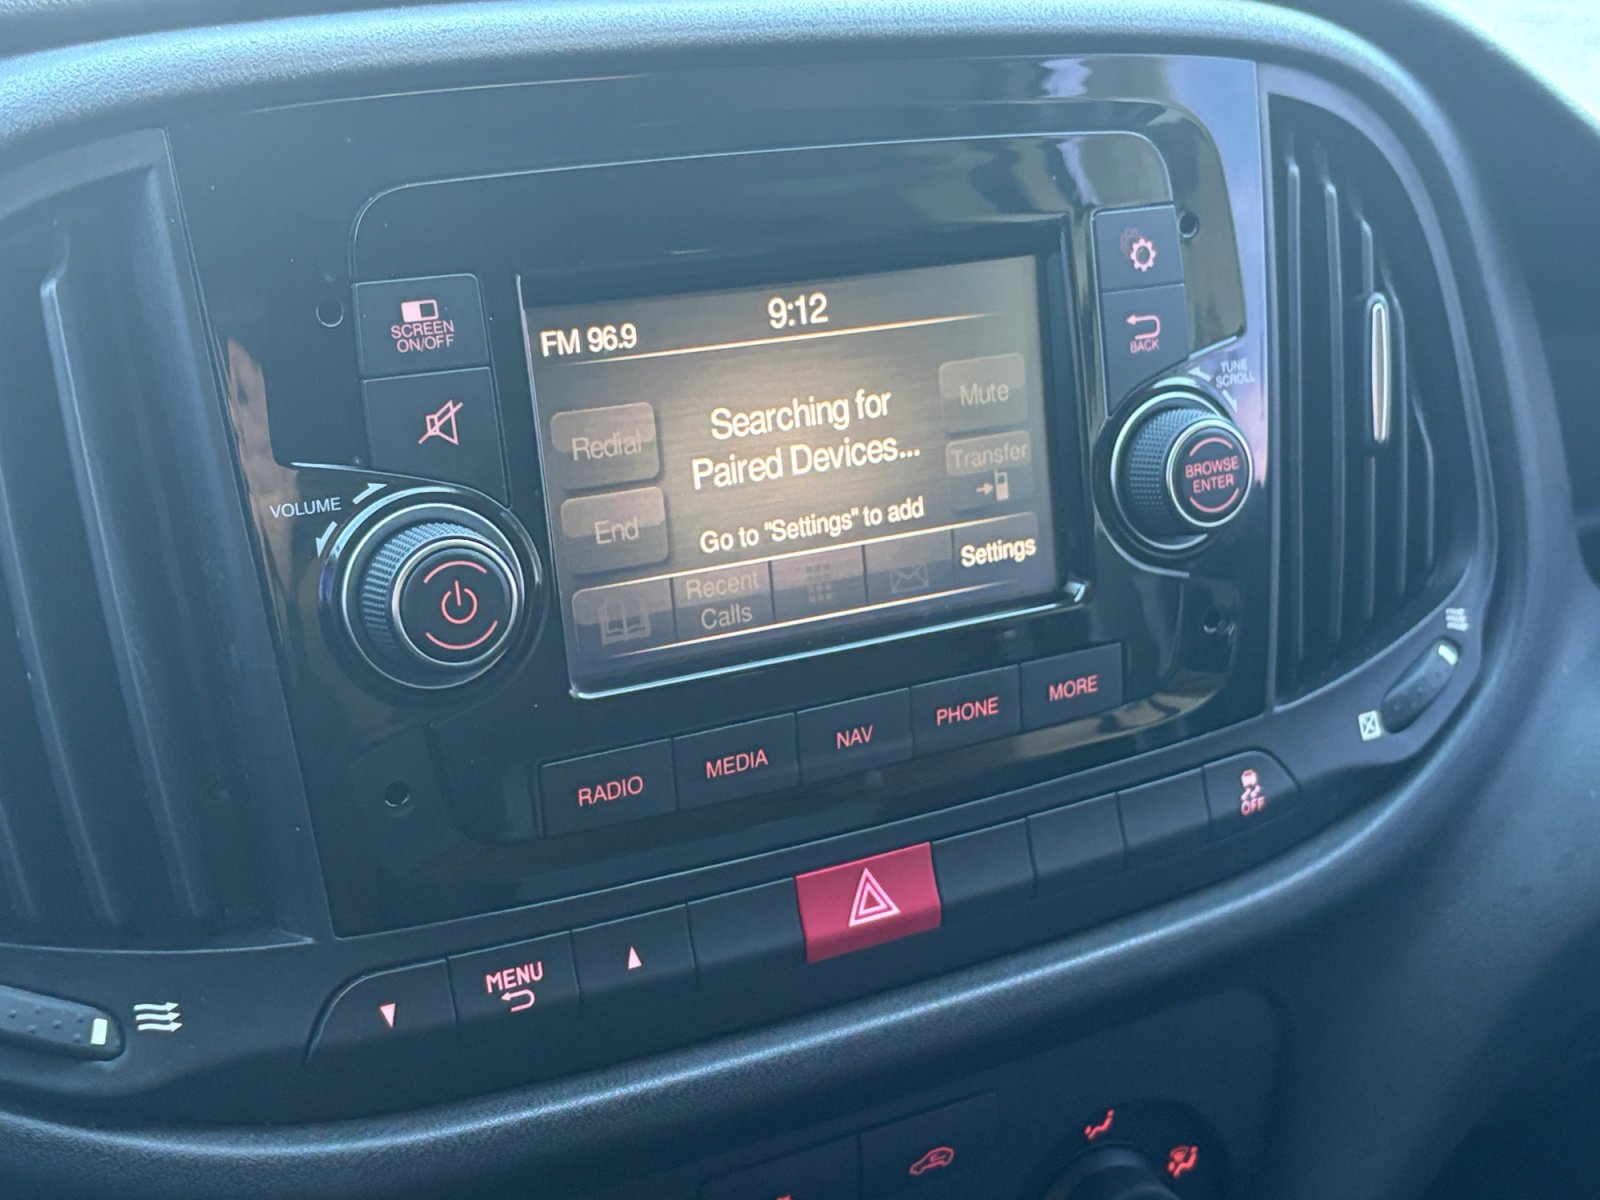 FM 96.9
9:12
Searching for
Paired Devices...
Go to "Settings" to add
Redial
End
Mute
Transfer
Recent
Calls
Settings
SCREEN
ON/OFF
VOLUME
BACK
TUNE
SCROLL
BROWSE
ENTER
RADIO
MEDIA
NAV
PHONE
MORE
MENU
OFF